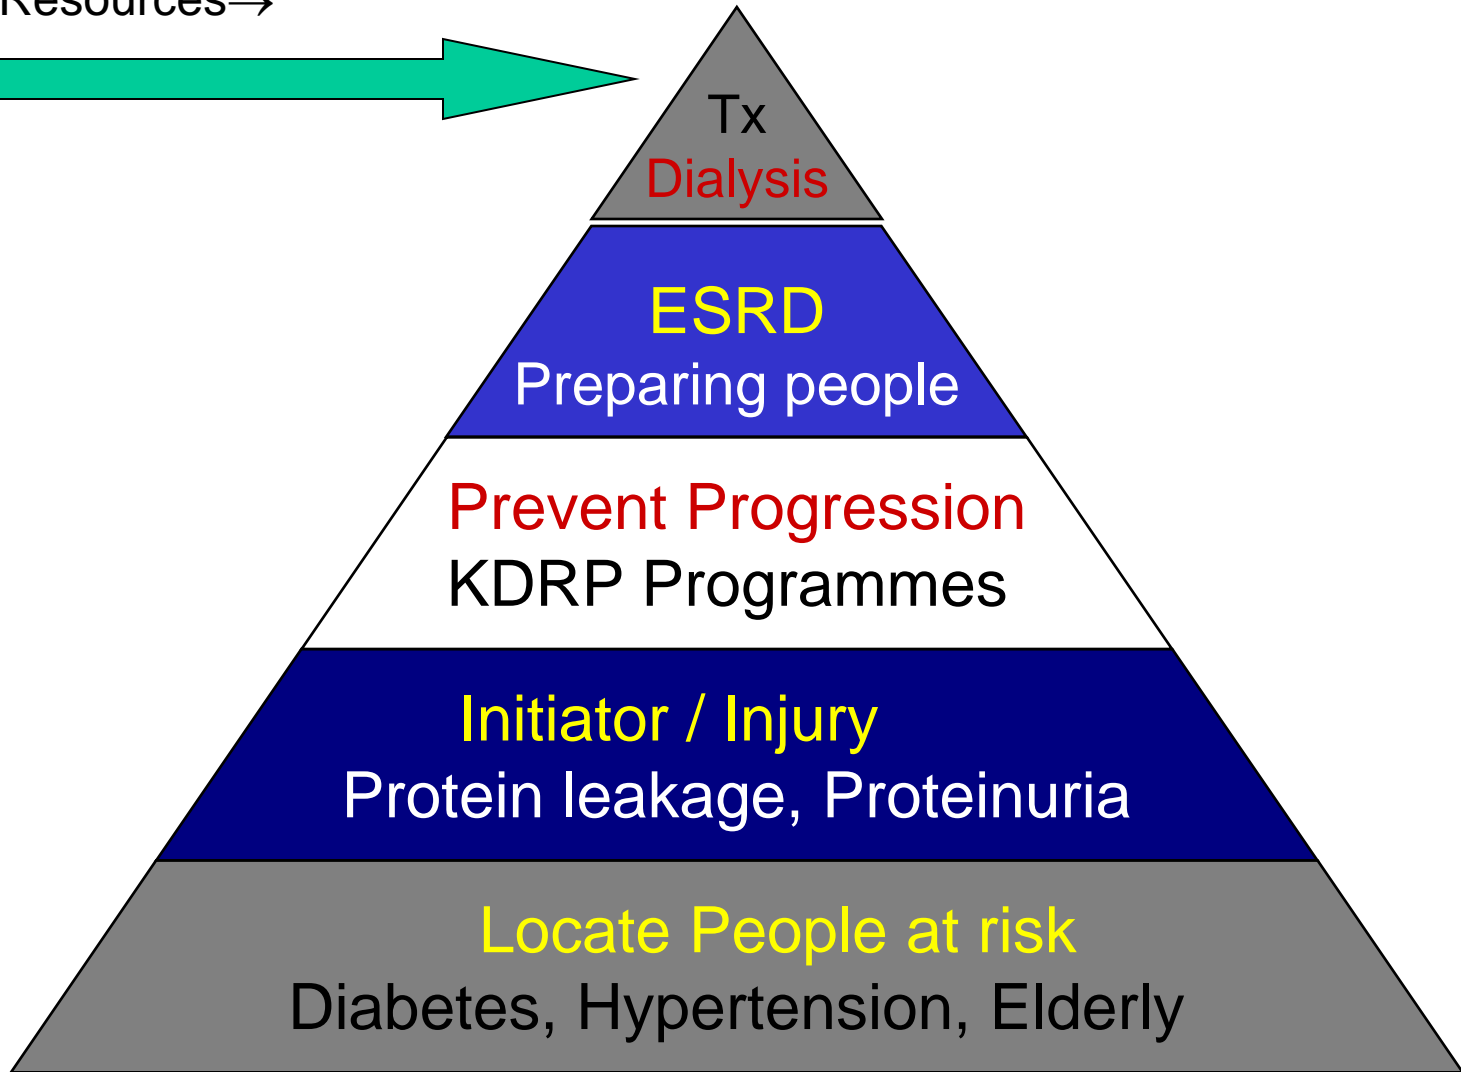 Resources→
Tx
Dialysis
ESRD
Preparing people
Prevent Progression
KDRP Programmes
Initiator / Injury
Protein leakage, Proteinuria
Locate People at risk
Diabetes, Hypertension, Elderly